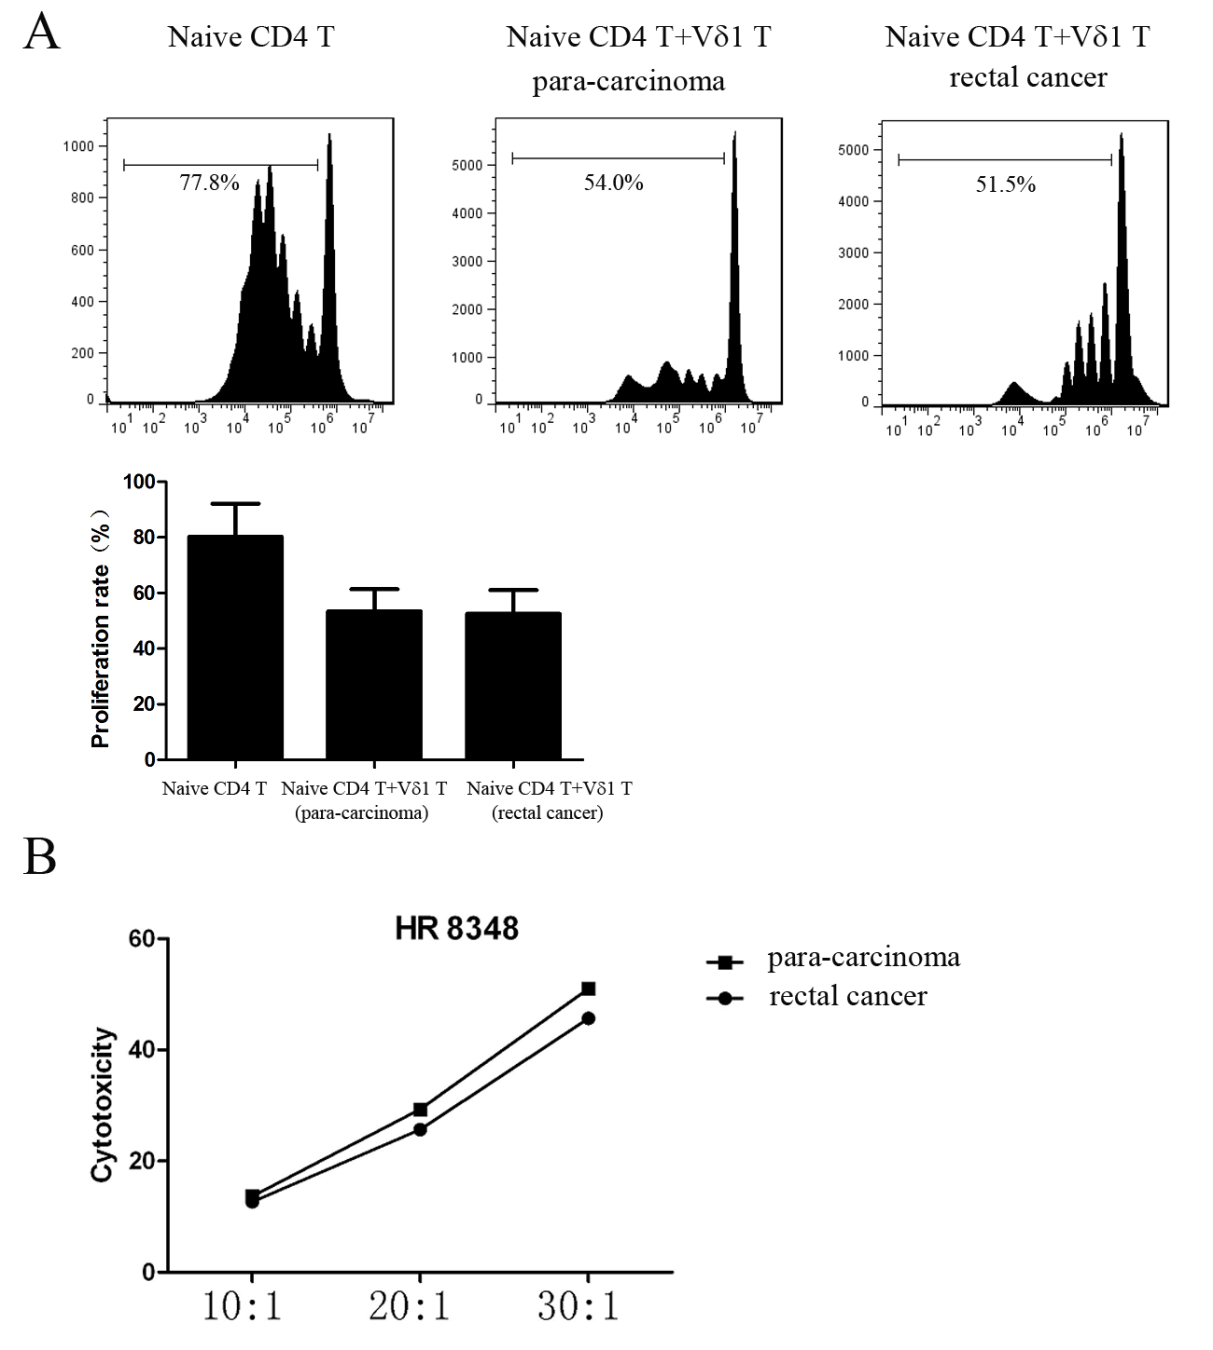 A
Naive CD4 T
Naive CD4 T+Vδ1 T
para-carcinoma
Naive CD4 T+Vδ1 T
rectal cancer
1000
800
600
400
200
0
77.8%
10^1 10^2 10^3 10^4 10^5 10^6 10^7
5000
4000
3000
2000
1000
0
54.0%
10^1 10^2 10^3 10^4 10^5 10^6 10^7
5000
4000
3000
2000
1000
0
51.5%
10^1 10^2 10^3 10^4 10^5 10^6 10^7
Proliferation rate（%）
100
80
60
40
20
0
Naive CD4 T
Naive CD4 T+Vδ1 T
(para-carcinoma)
Naive CD4 T+Vδ1 T
(rectal cancer)
B
HR 8348
Cytotoxicity
60
40
20
0
10:1
20:1
30:1
para-carcinoma
rectal cancer